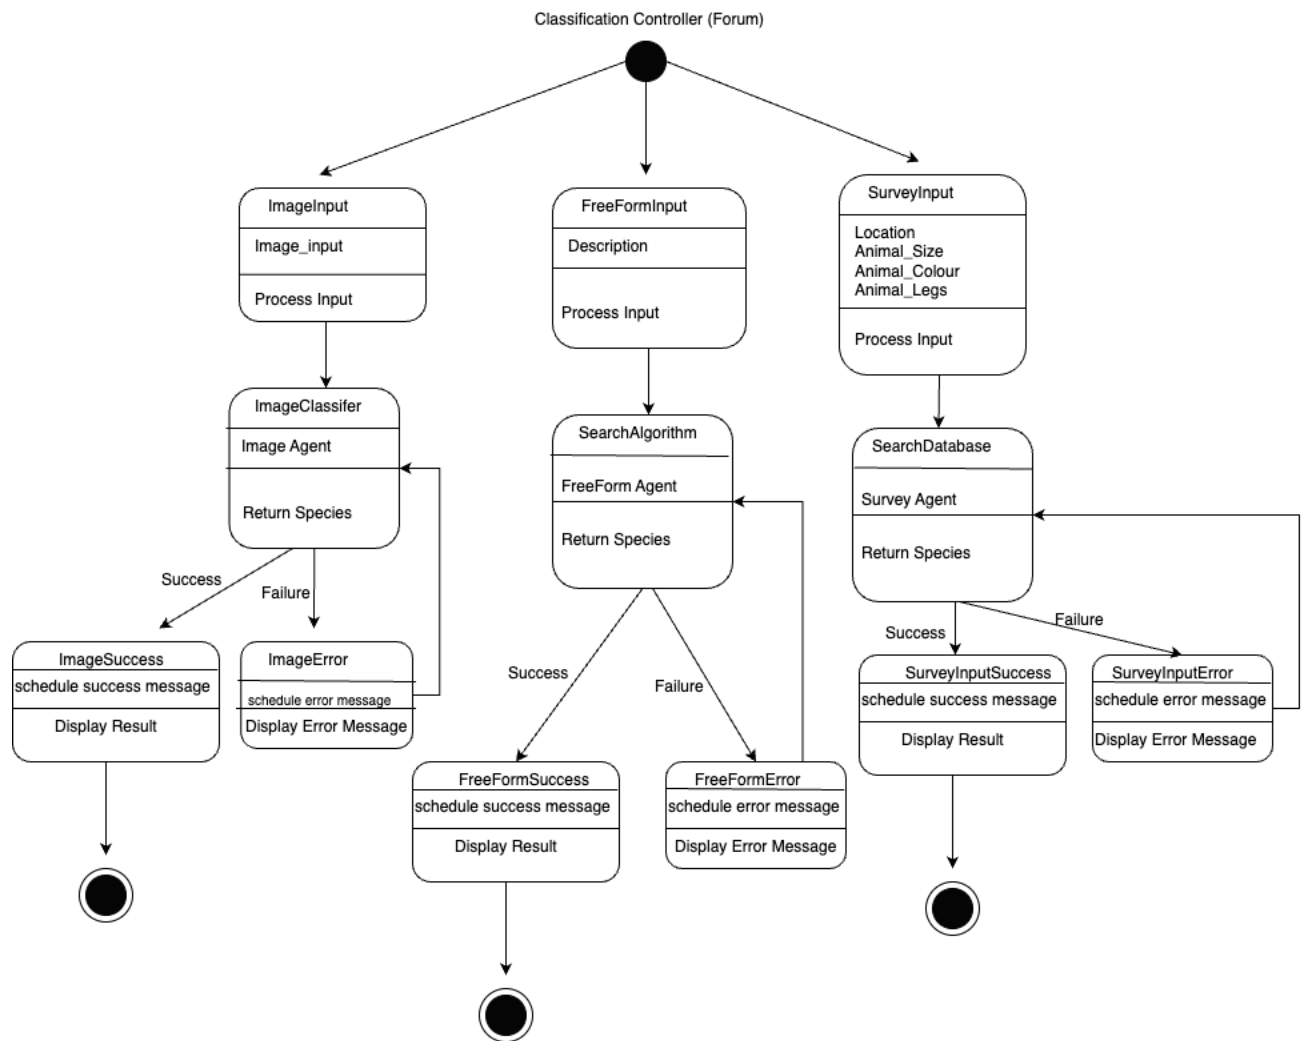 Classification Controller (Forum)
ImageInput
Image_input
Process Input
FreeFormInput
Description
Process Input
SurveyInput
Location
Animal_Size
Animal_Colour
Animal_Legs
Process Input
ImageClassifer
Image Agent
Return Species
SearchAlgorithm
FreeForm Agent
Return Species
SearchDatabase
Survey Agent
Return Species
Success
Failure
Success
Failure
Success
Failure
ImageSuccess
schedule success message
Display Result
ImageError
schedule error message
Display Error Message
FreeFormSuccess
schedule success message
Display Result
FreeFormError
schedule error message
Display Error Message
SurveyInputSuccess
schedule success message
Display Result
SurveyInputError
schedule error message
Display Error Message